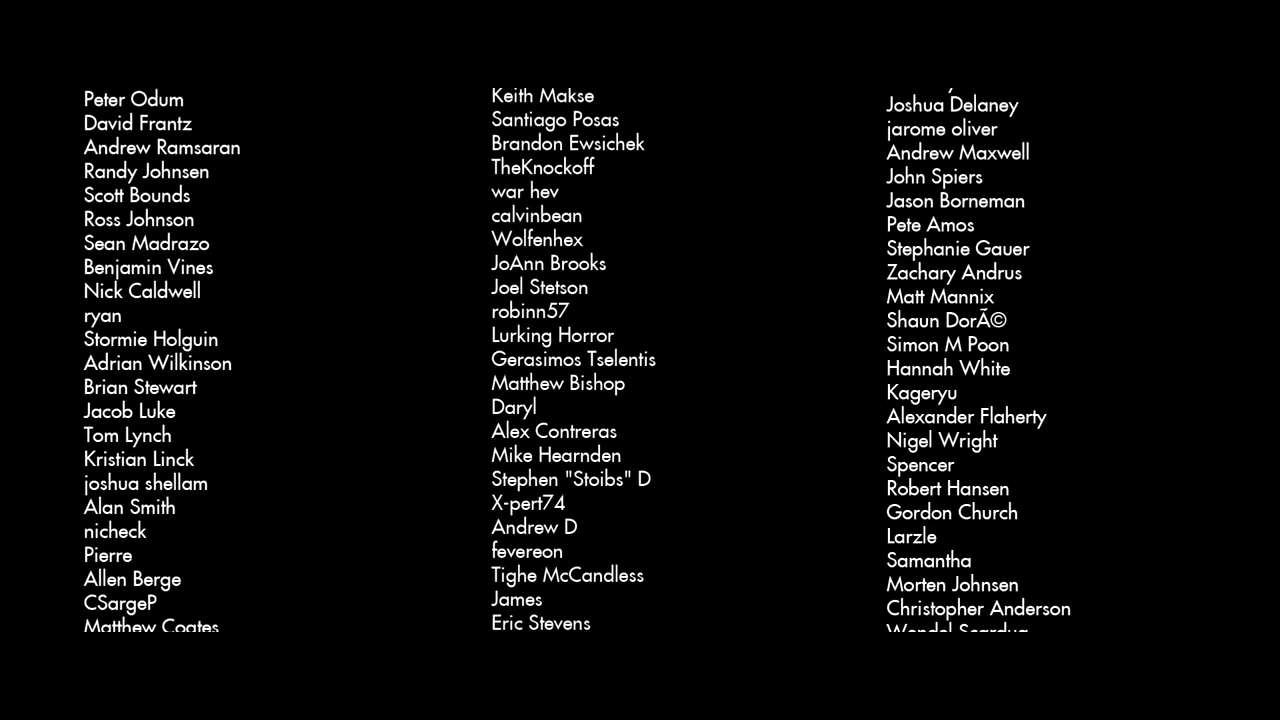 Peter Odum
David Frantz
Andrew Ramsaran
Randy Johnsen
Scott Bounds
Ross Johnson
Sean Madrazo
Benjamin Vines
Nick Caldwell
ryan
Stormie Holguin
Adrian Wilkinson
Brian Stewart
Jacob Luke
Tom Lynch
Kristian Linck
joshua shellam
Alan Smith
nicheck
Pierre
Allen Berge
CSargeP
Matthew Coates
Keith Makse
Santiago Posas
Brandon Ewsichek
TheKnockoff
war hev
calvinbean
Wolfenhex
JoAnn Brooks
Joel Stetson
robinn57
Lurking Horror
Gerasimos Tselentis
Matthew Bishop
Daryl
Alex Contreras
Mike Hearnden
Stephen "Stoibs" D
X-pert74
Andrew D
fevereon
Tighe McCandless
James
Eric Stevens
Joshua Delaney
jarome oliver
Andrew Maxwell
John Spiers
Jason Borneman
Pete Amos
Stephanie Gauer
Zachary Andrus
Matt Mannix
Shaun DorÃ©
Simon M Poon
Hannah White
Kageryu
Alexander Flaherty
Nigel Wright
Spencer
Robert Hansen
Gordon Church
Larzle
Samantha
Morten Johnsen
Christopher Anderson
Wendel Scardua